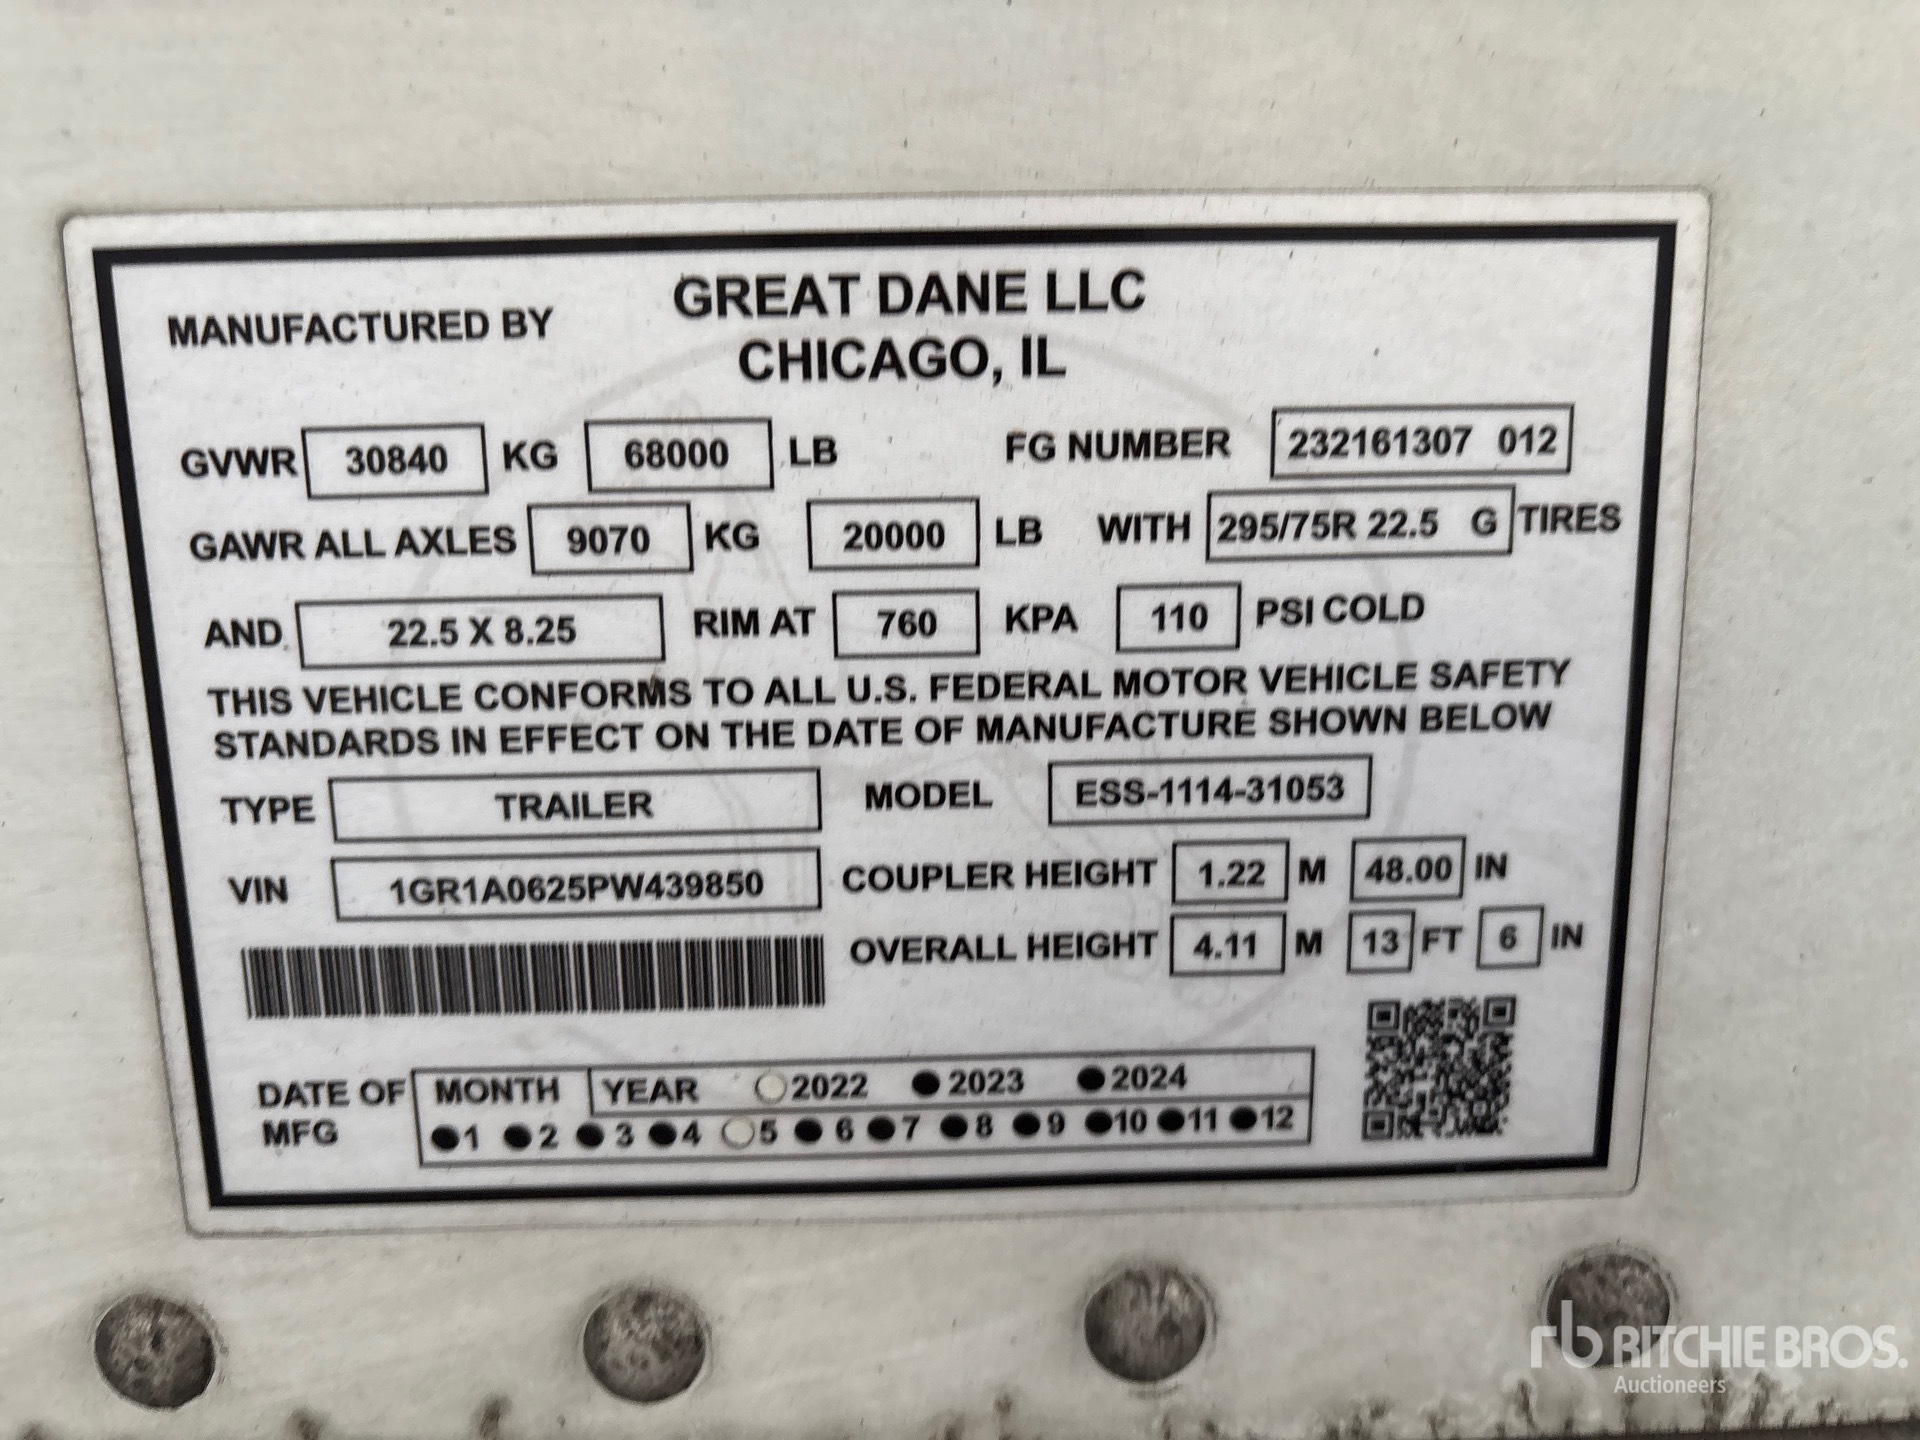 MANUFACTURED BY GREAT DANE LLC
CHICAGO, IL
GVWR 30840 KG 68000 LB FG NUMBER 232161307 012
GAWR ALL AXLES 9070 KG 20000 LB WITH 295/75R 22.5 G TIRES
AND 22.5 X 8.25 RIM AT 760 KPA 110 PSI COLD
THIS VEHICLE CONFORMS TO ALL U.S. FEDERAL MOTOR VEHICLE SAFETY
STANDARDS IN EFFECT ON THE DATE OF MANUFACTURE SHOWN BELOW
TYPE TRAILER MODEL ESS-1114-31053
VIN 1GR1A0625PW439850 COUPLER HEIGHT 1.22 M 48.00 IN
OVERALL HEIGHT 4.11 M 13 FT 6 IN
DATE OF MFG MONTH YEAR 2022 2023 2024
1 2 3 4 5 6 7 8 9 10 11 12
rb RITCHIE BROS.
Auctioneers